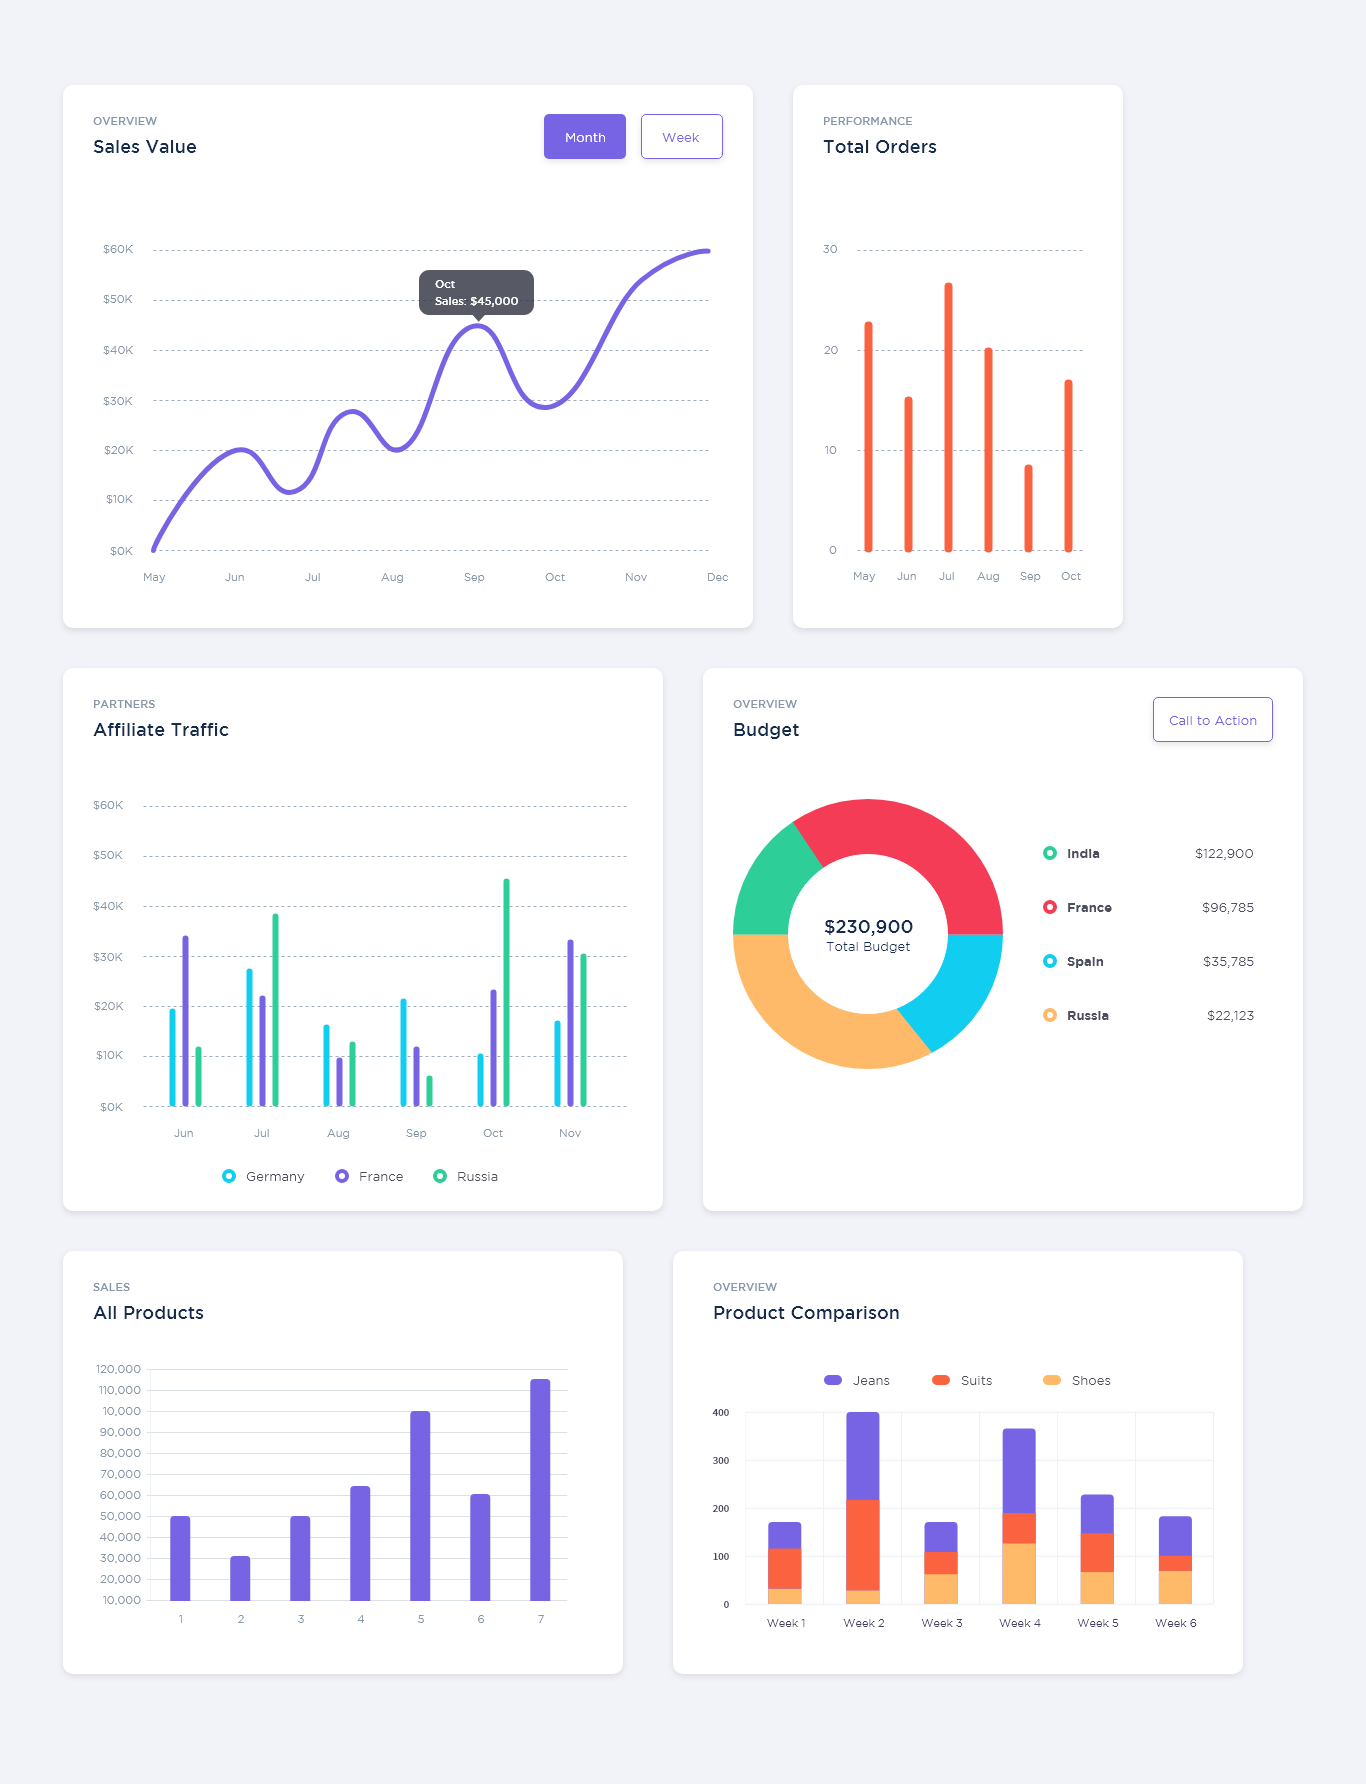 OVERVIEW
Sales Value
Month
Week
$60K
$50K
$40K
$30K
$20K
$10K
$0K
Oct
Sales: $45,000
May Jun Jul Aug Sep Oct Nov Dec
PERFORMANCE
Total Orders
30
20
10
0
May Jun Jul Aug Sep Oct
PARTNERS
Affiliate Traffic
$60K
$50K
$40K
$30K
$20K
$10K
$0K
Jun Jul Aug Sep Oct Nov
Germany France Russia
OVERVIEW
Budget
Call to Action
$230,900
Total Budget
India $122,900
France $96,785
Spain $35,785
Russia $22,123
SALES
All Products
120,000
110,000
10,000
90,000
80,000
70,000
60,000
50,000
40,000
30,000
20,000
10,000
1 2 3 4 5 6 7
OVERVIEW
Product Comparison
Jeans Suits Shoes
400
300
200
100
0
Week 1 Week 2 Week 3 Week 4 Week 5 Week 6